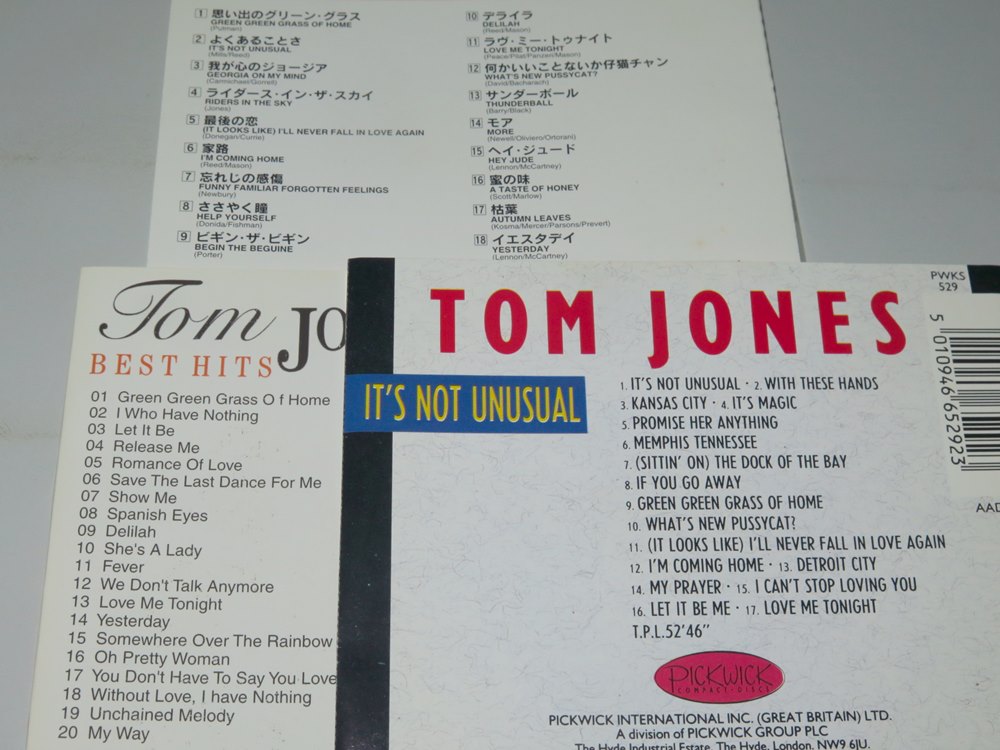 1 思い出のグリーン・グラス
GREEN GREEN GRASS OF HOME
(Putman)
2 よくあることさ
IT'S NOT UNUSUAL
(Mills/Reed)
3 我が心のジョージア
GEORGIA ON MY MIND
(Carmichael/Gorrell)
4 ライダース・イン・ザ・スカイ
RIDERS IN THE SKY
(Jones)
5 最後の恋
(IT LOOKS LIKE) I'LL NEVER FALL IN LOVE AGAIN
(Donegan/Currie)
6 家路
I'M COMING HOME
(Reed/Mason)
7 忘れじの感傷
FUNNY FAMILIAR FORGOTTEN FEELINGS
(Newbury)
8 ささやく瞳
HELP YOURSELF
(Donida/Fishman)
9 ビギン・ザ・ビギン
BEGIN THE BEGUINE
(Porter)
10 デライラ
DELILAH
(Reed/Mason)
11 ラヴ・ミー・トゥナイト
LOVE ME TONIGHT
(Peace/Pilat/Panzeri/Mason)
12 何かいいことないか仔猫チャン
WHAT'S NEW PUSSYCAT?
(David/Bacharach)
13 サンダーボール
THUNDERBALL
(Barry/Black)
14 モア
MORE
(Newell/Oliviero/Ortorani)
15 ヘイ・ジュード
HEY JUDE
(Lennon/McCartney)
16 蜜の味
A TASTE OF HONEY
(Scott/Marlow)
17 枯葉
AUTUMN LEAVES
(Kosma/Mercer/Parsons/Prevert)
18 イエスタデイ
YESTERDAY
(Lennon/McCartney)
Tom JO
BEST HITS
01 Green Green Grass O f Home
02 I Who Have Nothing
03 Let It Be
04 Release Me
05 Romance Of Love
06 Save The Last Dance For Me
07 Show Me
08 Spanish Eyes
09 Delilah
10 She's A Lady
11 Fever
12 We Don't Talk Anymore
13 Love Me Tonight
14 Yesterday
15 Somewhere Over The Rainbow
16 Oh Pretty Woman
17 You Don't Have To Say You Love
18 Without Love, I have Nothing
19 Unchained Melody
20 My Way
PWKS
529
TOM JONES
IT'S NOT UNUSUAL
1. IT'S NOT UNUSUAL · 2. WITH THESE HANDS
3. KANSAS CITY · 4. IT'S MAGIC
5. PROMISE HER ANYTHING
6. MEMPHIS TENNESSEE
7. (SITTIN' ON) THE DOCK OF THE BAY
8. IF YOU GO AWAY
9. GREEN GREEN GRASS OF HOME
10. WHAT'S NEW PUSSYCAT?
11. (IT LOOKS LIKE) I'LL NEVER FALL IN LOVE AGAIN
12. I'M COMING HOME · 13. DETROIT CITY
14. MY PRAYER · 15. I CAN'T STOP LOVING YOU
16. LET IT BE ME · 17. LOVE ME TONIGHT
T.P.L.52'46"
5 010946 652923
AAD
PICKWICK
COMPACT·DISCS
PICKWICK INTERNATIONAL INC. (GREAT BRITAIN) LTD.
A division of PICKWICK GROUP PLC
The Hyde Industrial Estate, The Hyde, London, NW9 6JU.